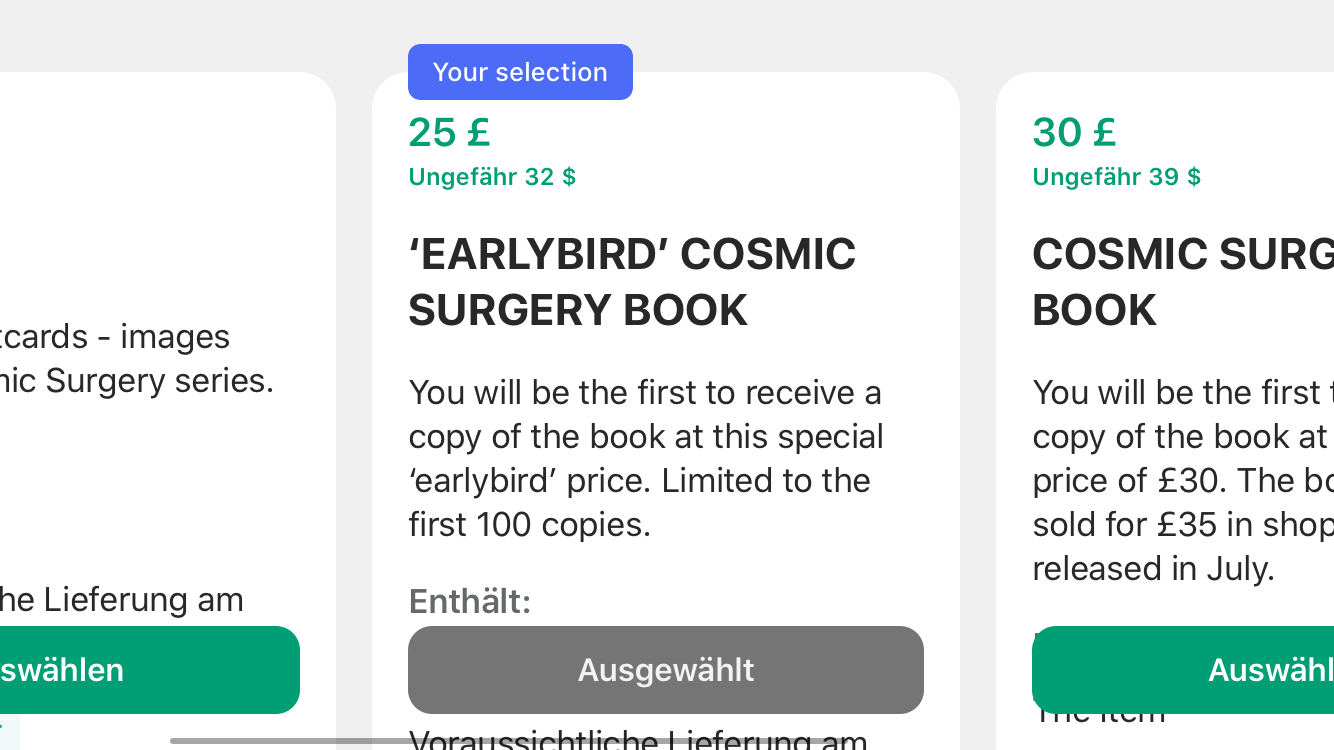 tcards - images
mic Surgery series.
he Lieferung am
swählen
Your selection
25 £
Ungefähr 32 $
‘EARLYBIRD’ COSMIC
SURGERY BOOK
You will be the first to receive a
copy of the book at this special
‘earlybird’ price. Limited to the
first 100 copies.
Enthält:
Ausgewählt
Voraussichtliche Lieferung am
30 £
Ungefähr 39 $
COSMIC SURG
BOOK
You will be the first t
copy of the book at
price of £30. The bo
sold for £35 in shop
released in July.
Auswähl
The item